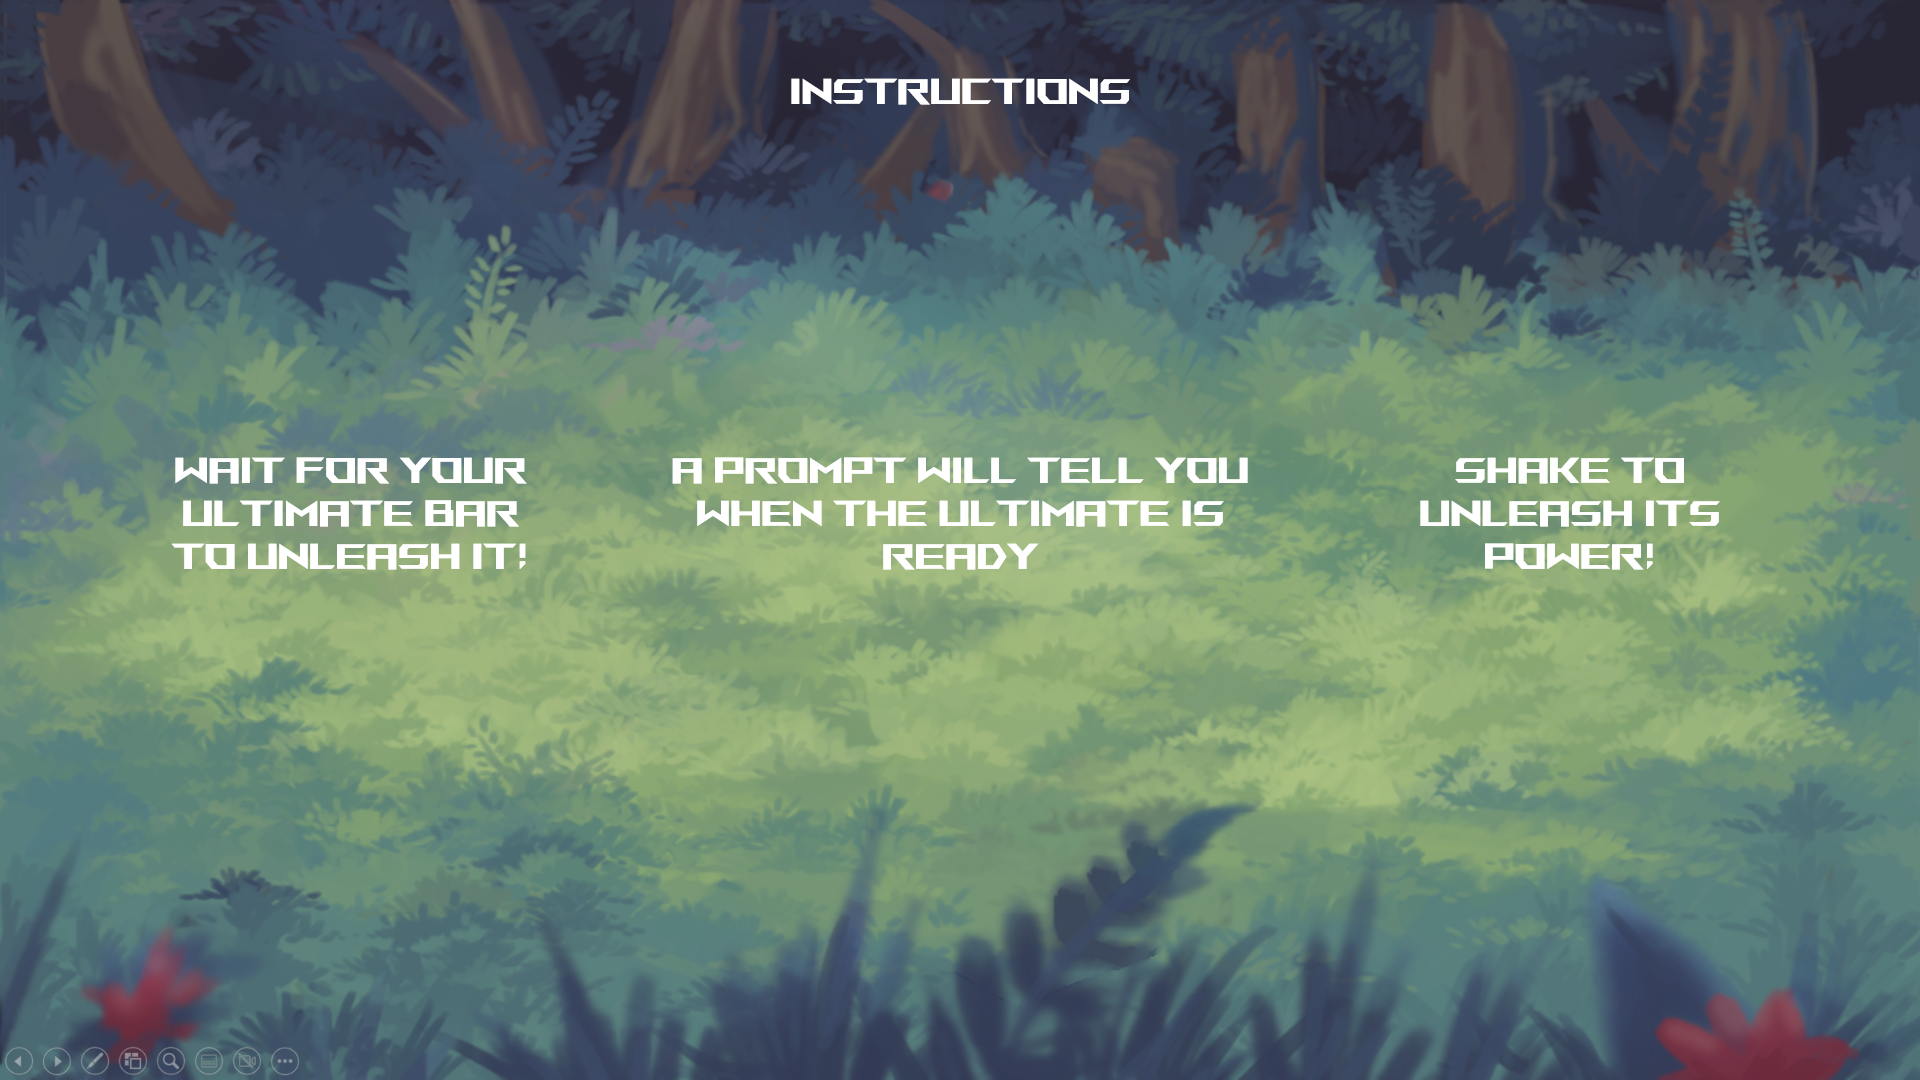 INSTRUCTIONS
WAIT FOR YOUR
ULTIMATE BAR
TO UNLEASH IT!
A PROMPT WILL TELL YOU
WHEN THE ULTIMATE IS
READY
SHAKE TO
UNLEASH ITS
POWER!